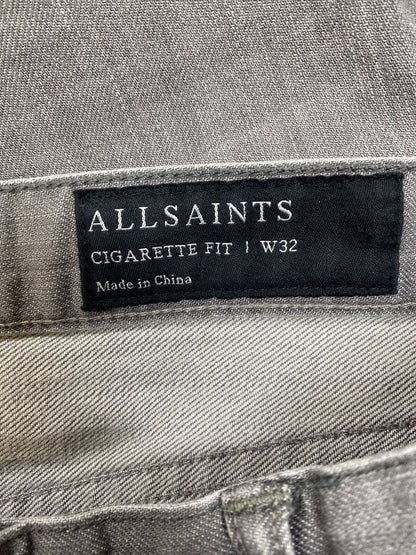 ALLSAINTS
CIGARETTE FIT | W32
Made in China